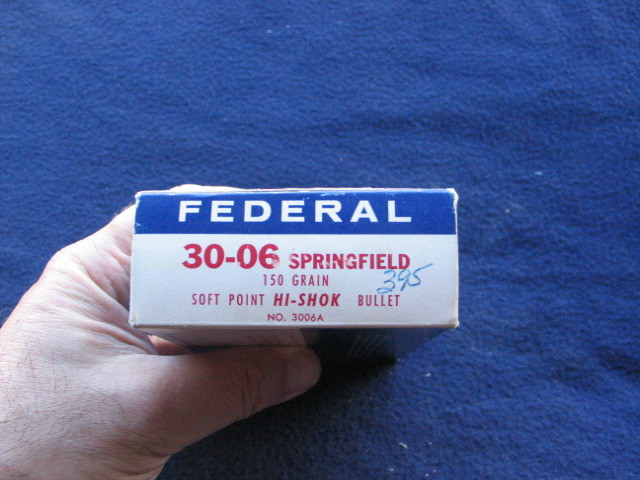 FEDERAL
30-06 SPRINGFIELD
150 GRAIN
395
SOFT POINT HI-SHOK BULLET
NO. 3006A